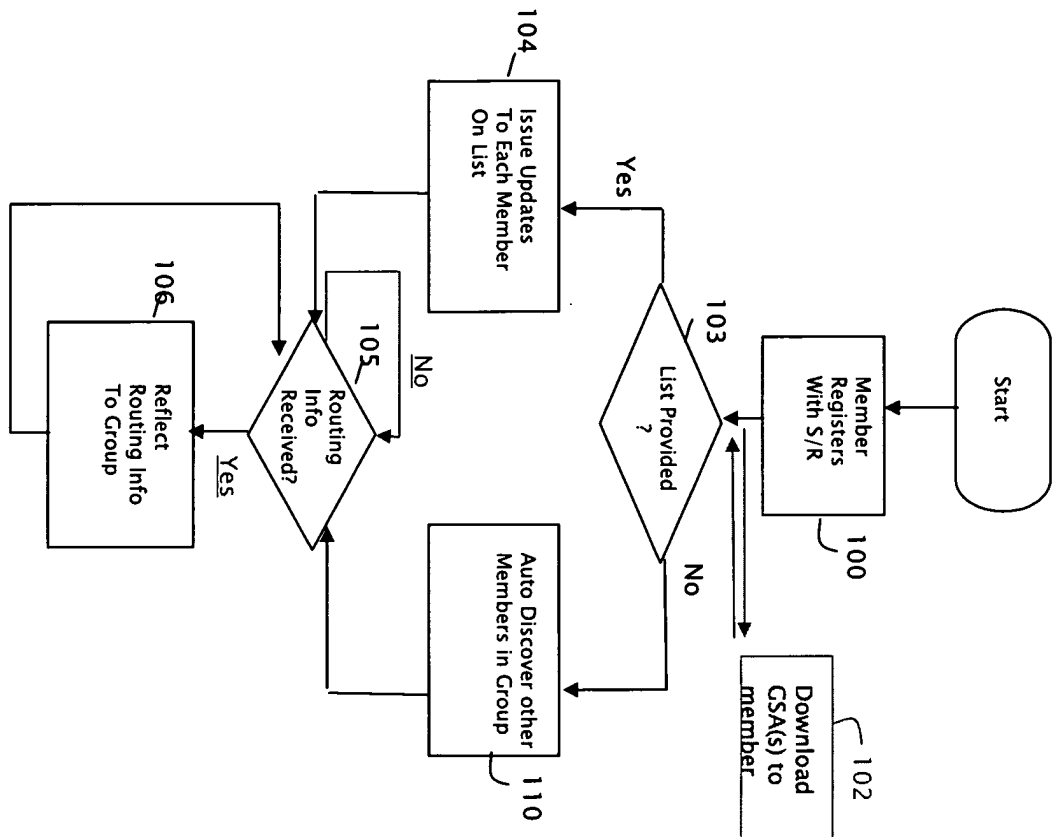 Start
Member
Registers
With S/R
100
Download
GSA(s) to
member
102
List Provided
?
103
Yes
No
Issue Updates
To Each Member
On List
104
Auto Discover other
Members in Group
110
Routing
Info
Received?
105
No
Yes
Reflect
Routing Info
To Group
106